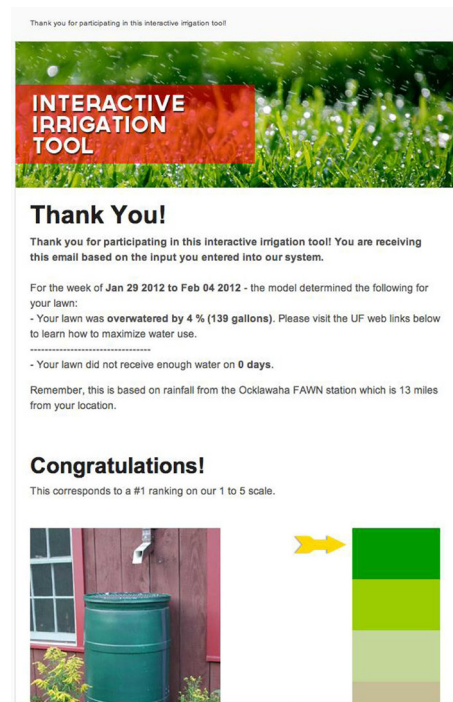 Thank you for participating in this interactive irrigation tool!
INTERACTIVE
IRRIGATION
TOOL
Thank You!
Thank you for participating in this interactive irrigation tool! You are receiving
this email based on the input you entered into our system.
For the week of Jan 29 2012 to Feb 04 2012 - the model determined the following for
your lawn:
- Your lawn was overwatered by 4 % (139 gallons). Please visit the UF web links below
to learn how to maximize water use.
---------------------------------
- Your lawn did not receive enough water on 0 days.
Remember, this is based on rainfall from the Ocklawaha FAWN station which is 13 miles
from your location.
Congratulations!
This corresponds to a #1 ranking on our 1 to 5 scale.